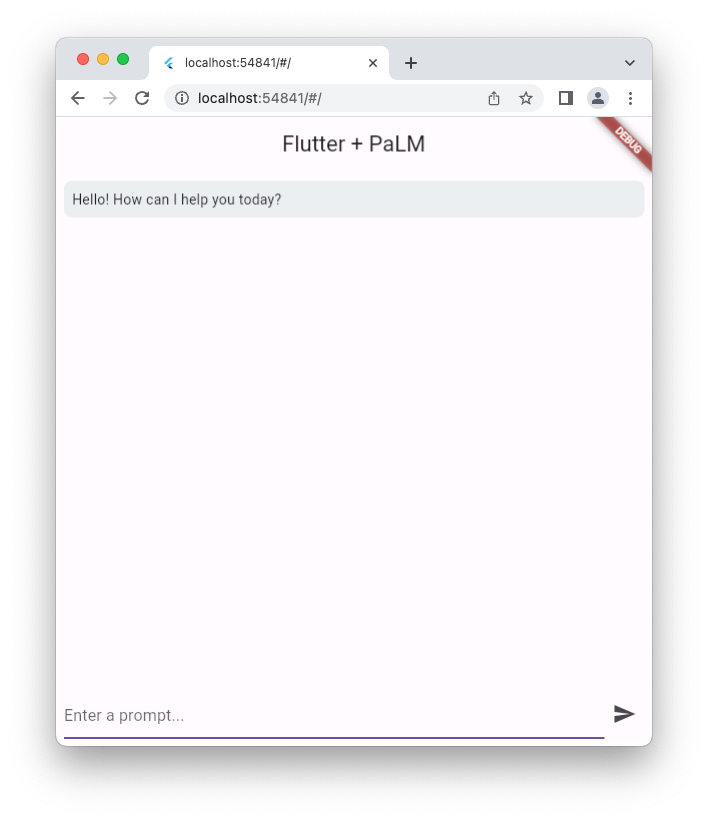 localhost:54841/#/
localhost:54841/#/
Flutter + PaLM
DEBUG
Hello! How can I help you today?
Enter a prompt...